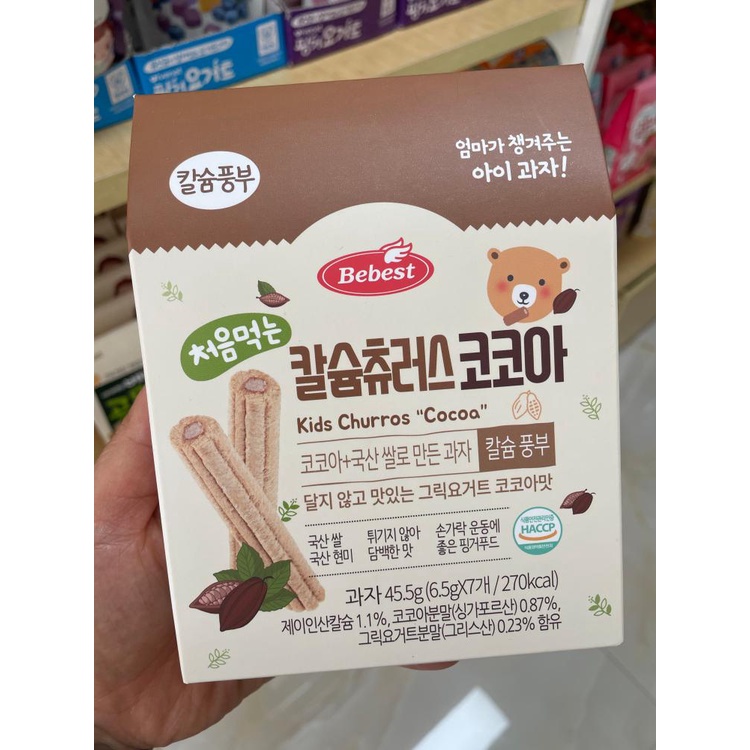 핑거요거트
칼슘풍부
엄마가 챙겨주는
아이 과자!
Bebest
처음먹는
칼슘츄러스코코아
Kids Churros "Cocoa"
코코아+국산 쌀로 만든 과자
칼슘 풍부
달지 않고 맛있는 그릭요거트 코코아맛
국산 쌀
국산 현미
튀기지 않아
담백한 맛
손가락 운동에
좋은 핑거푸드
HACCP
과자 45.5g (6.5gX7개 / 270kcal)
제이인산칼슘 1.1%, 코코아분말(싱가포르산) 0.87%,
그릭요거트분말(그리스산) 0.23% 함유